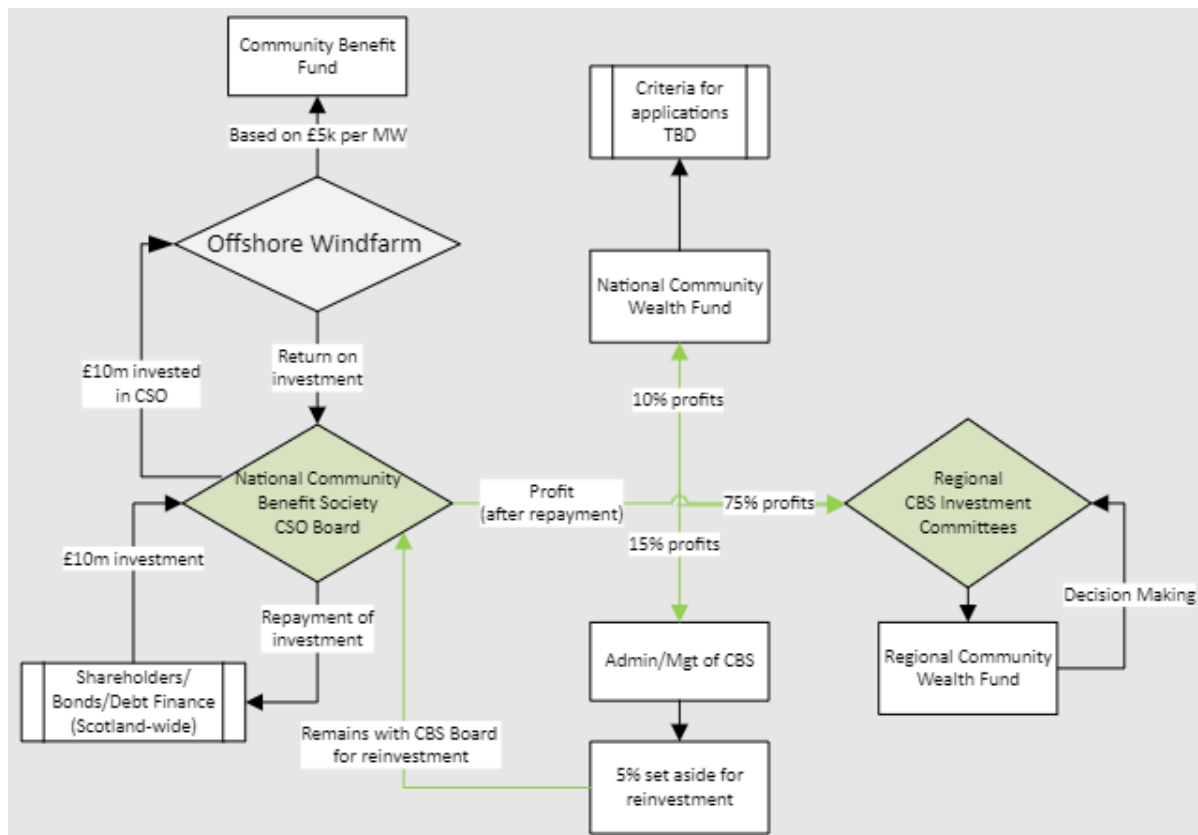 Community Benefit
Fund
Based on £5k per MW
Offshore Windfarm
£10m invested
in CSO
Return on
investment
National Community
Benefit Society
CSO Board
£10m investment
Repayment of
investment
Shareholders/
Bonds/Debt Finance
(Scotland-wide)
Profit
(after repayment)
Criteria for
applications
TBD
National Community
Wealth Fund
10% profits
75% profits
15% profits
Regional
CBS Investment
Committees
Decision Making
Regional Community
Wealth Fund
Admin/Mgt of CBS
5% set aside for
reinvestment
Remains with CBS Board
for reinvestment